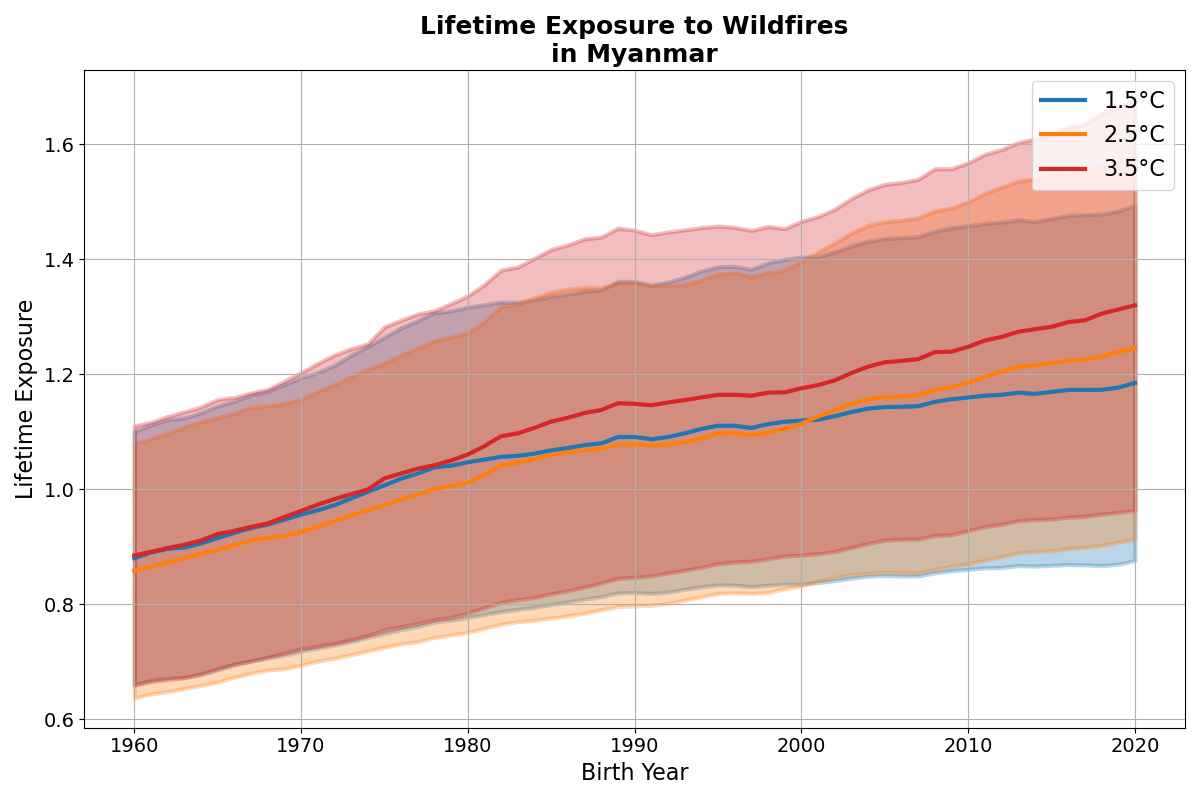 Lifetime Exposure to Wildfires
in Myanmar
1.5°C
2.5°C
3.5°C
Lifetime Exposure
1.6
1.4
1.2
1.0
0.8
0.6
1960 1970 1980 1990 2000 2010 2020
Birth Year